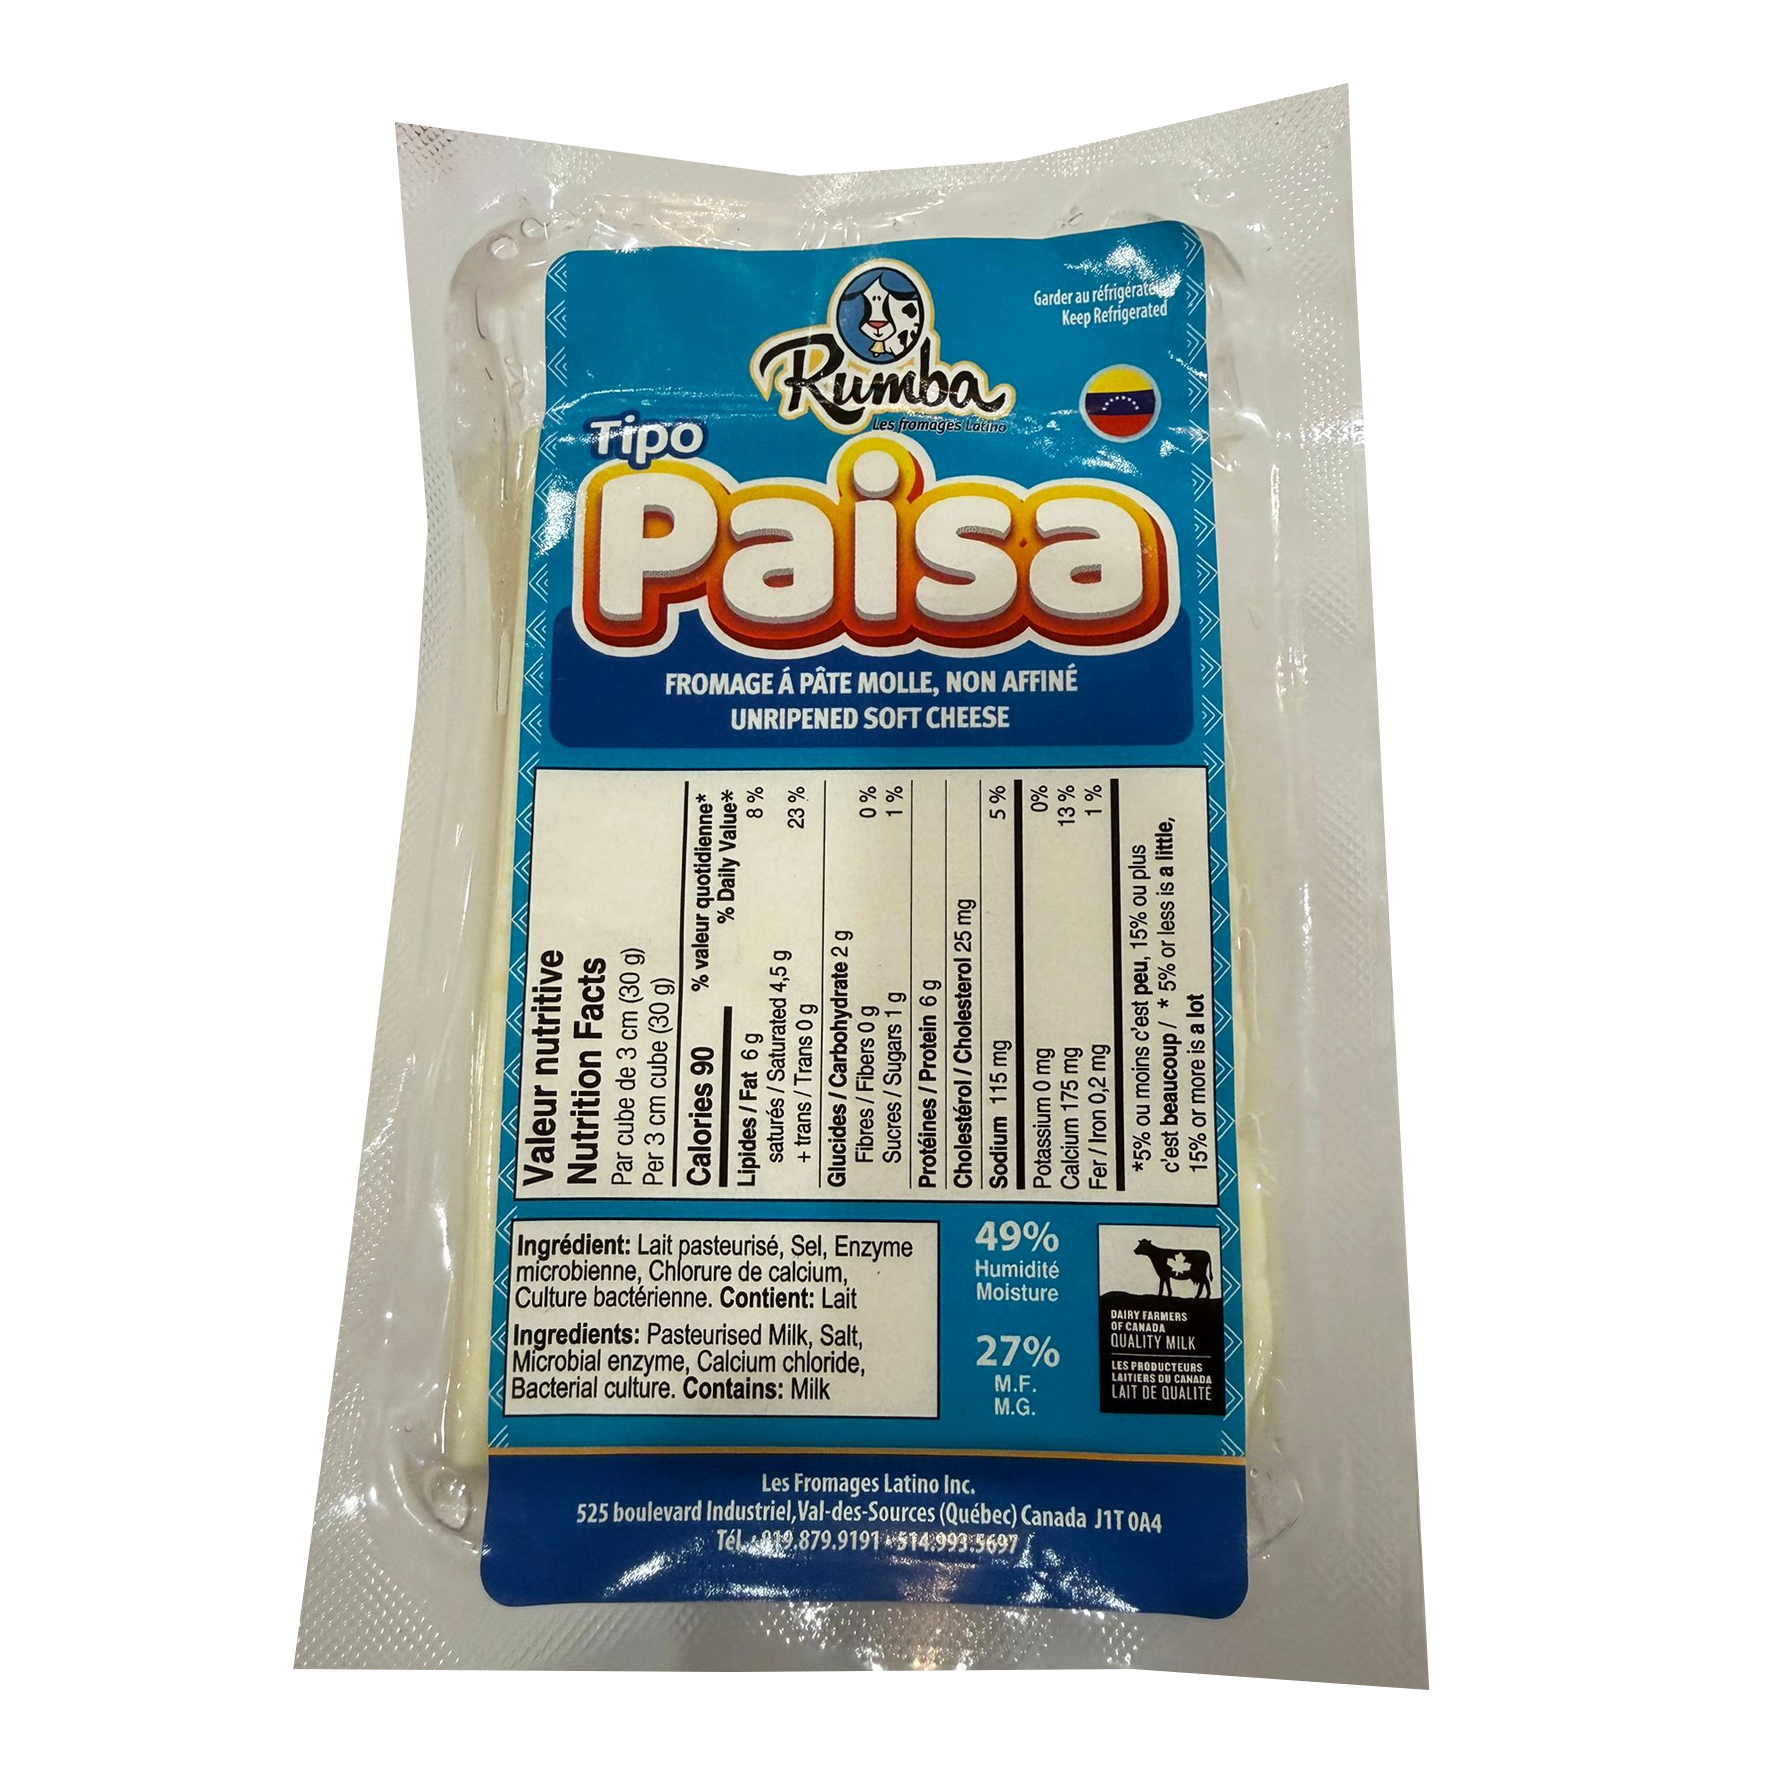 Garder au réfrigérateur
Keep Refrigerated
Rumba
Les fromages Latino
Tipo
Paisa
FROMAGE Á PÂTE MOLLE, NON AFFINÉ
UNRIPENED SOFT CHEESE
Valeur nutritive
Nutrition Facts
Par cube de 3 cm (30 g)
Per 3 cm cube (30 g)
Calories 90 % valeur quotidienne*
% Daily Value*
Lipides / Fat 6 g 8 %
saturés / Saturated 4,5 g
+ trans / Trans 0 g 23 %
Glucides / Carbohydrate 2 g
Fibres / Fibers 0 g 0 %
Sucres / Sugars 1 g 1 %
Protéines / Protein 6 g
Cholestérol / Cholesterol 25 mg
Sodium 115 mg 5 %
Potassium 0 mg 0%
Calcium 175 mg 13 %
Fer / Iron 0,2 mg 1 %
*5% ou moins c'est peu, 15% ou plus
c'est beaucoup / * 5% or less is a little,
15% or more is a lot
Ingrédient: Lait pasteurisé, Sel, Enzyme
microbienne, Chlorure de calcium,
Culture bactérienne. Contient: Lait
Ingredients: Pasteurised Milk, Salt,
Microbial enzyme, Calcium chloride,
Bacterial culture. Contains: Milk
49%
Humidité
Moisture
27%
M.F.
M.G.
DAIRY FARMERS
OF CANADA
QUALITY MILK
LES PRODUCTEURS
LAITIERS DU CANADA
LAIT DE QUALITÉ
Les Fromages Latino Inc.
525 boulevard Industriel, Val-des-Sources (Québec) Canada J1T 0A4
Tél.: 819.879.9191 - 514.993.5697